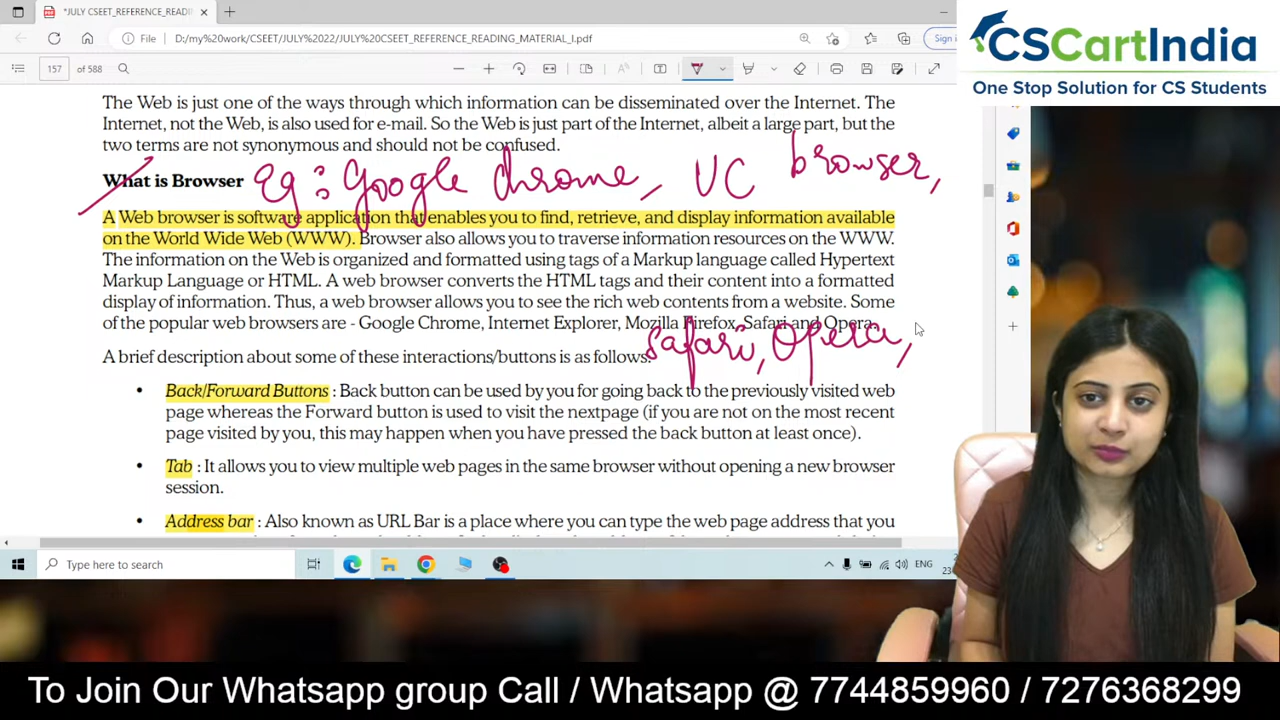 *JULY CSEET_REFERENCE_READI
File D:/my%20work/CSEET/JULY%202022/JULY%20CSEET_REFERENCE_READING_MATERIAL_I.pdf Sign i
157 of 588
CSCartIndia
One Stop Solution for CS Students
The Web is just one of the ways through which information can be disseminated over the Internet. The
Internet, not the Web, is also used for e-mail. So the Web is just part of the Internet, albeit a large part, but the
two terms are not synonymous and should not be confused.
What is Browser Eg: Google chrome, UC browser,
A Web browser is software application that enables you to find, retrieve, and display information available
on the World Wide Web (WWW). Browser also allows you to traverse information resources on the WWW.
The information on the Web is organized and formatted using tags of a Markup language called Hypertext
Markup Language or HTML. A web browser converts the HTML tags and their content into a formatted
display of information. Thus, a web browser allows you to see the rich web contents from a website. Some
of the popular web browsers are - Google Chrome, Internet Explorer, Mozilla Firefox, Safari and Opera.
Safari, Opera,
A brief description about some of these interactions/buttons is as follows:
• Back/Forward Buttons : Back button can be used by you for going back to the previously visited web
page whereas the Forward button is used to visit the nextpage (if you are not on the most recent
page visited by you, this may happen when you have pressed the back button at least once).
• Tab : It allows you to view multiple web pages in the same browser without opening a new browser
session.
• Address bar : Also known as URL Bar is a place where you can type the web page address that you
Type here to search
ENG
To Join Our Whatsapp group Call / Whatsapp @ 7744859960 / 7276368299